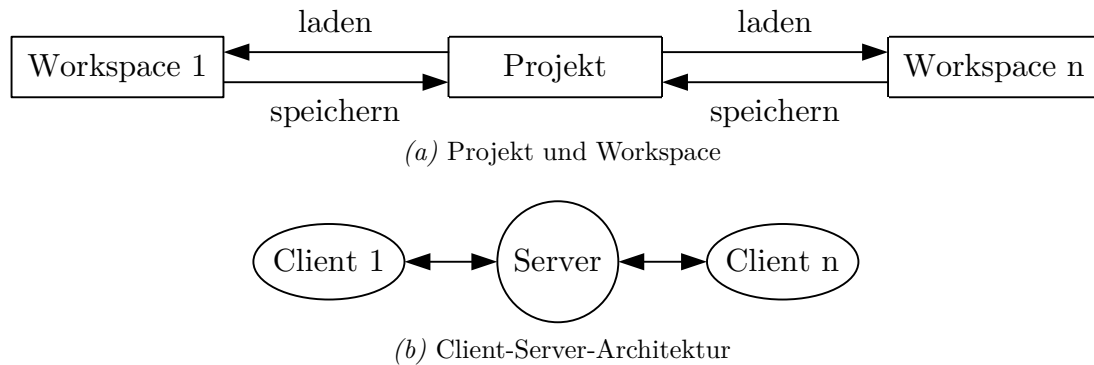 laden laden
Workspace 1 Projekt Workspace n
speichern speichern
(a) Projekt und Workspace
Client 1 Server Client n
(b) Client-Server-Architektur